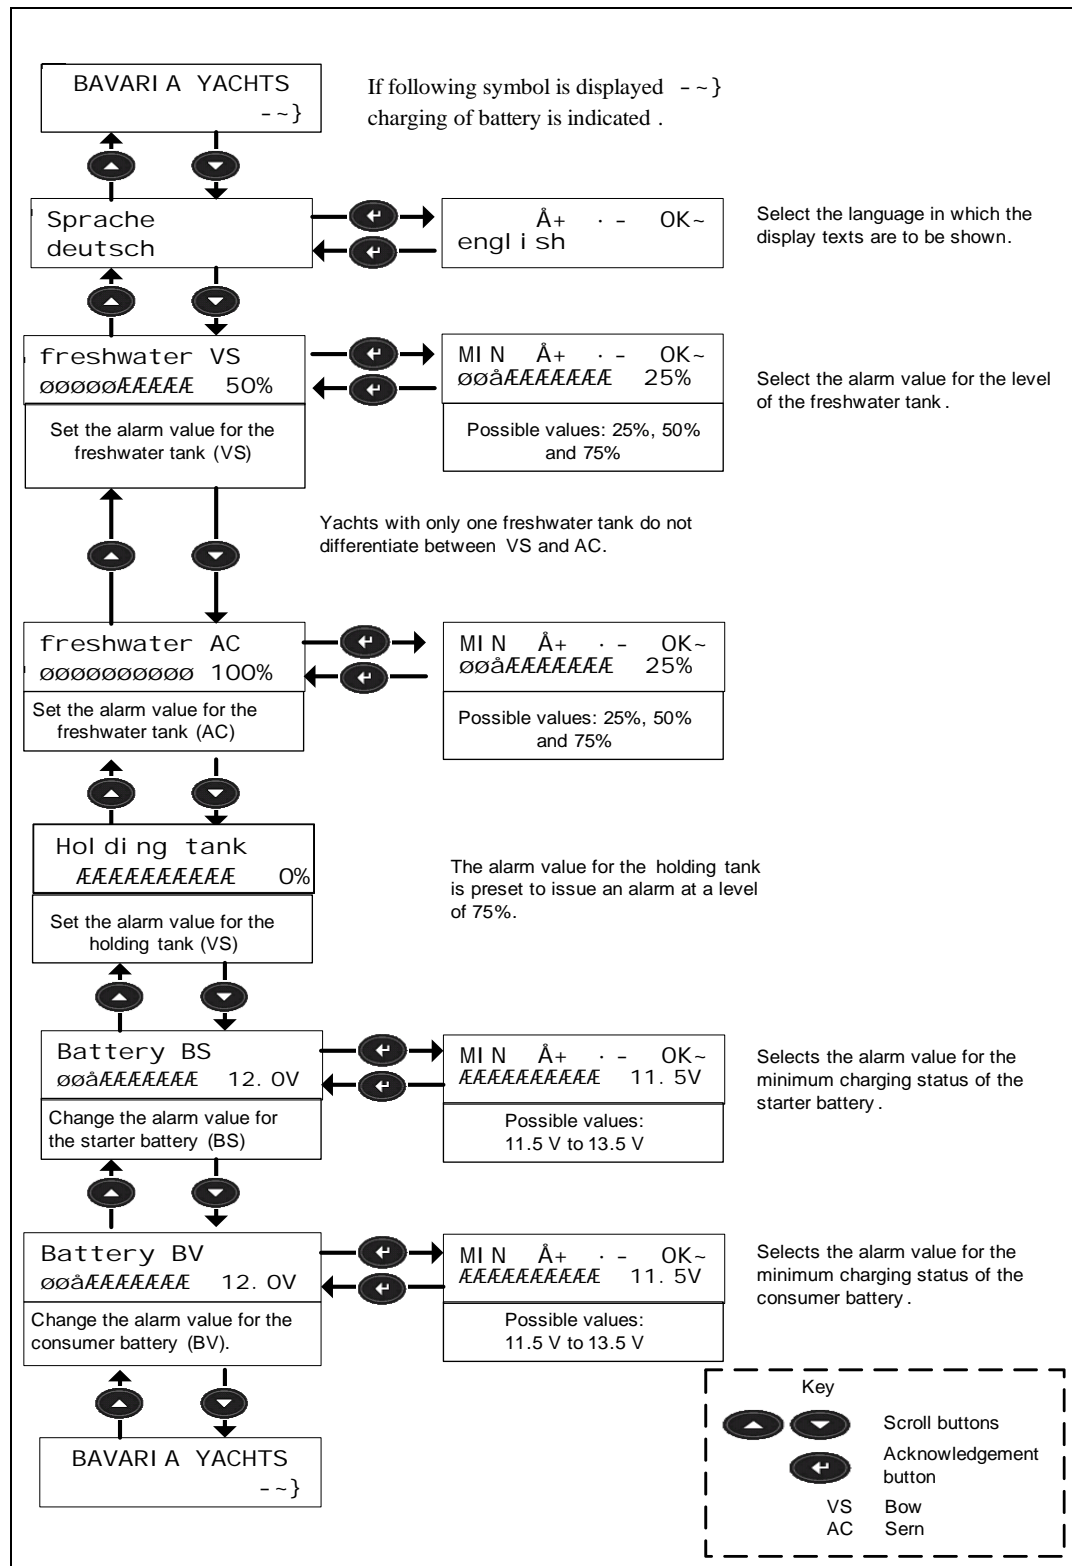 BAVARIA YACHTS
-~}
If following symbol is displayed -~}
charging of battery is indicated .
Sprache
deutsch
Å+ · - OK~
english
Select the language in which the
display texts are to be shown.
freshwater VS
øøøøøÆÆÆÆÆ 50%
MIN Å+ · - OK~
øøåÆÆÆÆÆÆÆ 25%
Set the alarm value for the
freshwater tank (VS)
Possible values: 25%, 50%
and 75%
Select the alarm value for the level
of the freshwater tank .
Yachts with only one freshwater tank do not
differentiate between VS and AC.
freshwater AC
øøøøøøøøøø 100%
MIN Å+ · - OK~
øøåÆÆÆÆÆÆÆ 25%
Set the alarm value for the
freshwater tank (AC)
Possible values: 25%, 50%
and 75%
Holding tank
ÆÆÆÆÆÆÆÆÆÆ 0%
Set the alarm value for the
holding tank (VS)
The alarm value for the holding tank
is preset to issue an alarm at a level
of 75%.
Battery BS
øøåÆÆÆÆÆÆÆ 12.0V
MIN Å+ · - OK~
ÆÆÆÆÆÆÆÆÆÆ 11.5V
Change the alarm value for
the starter battery (BS)
Possible values:
11.5 V to 13.5 V
Selects the alarm value for the
minimum charging status of the
starter battery .
Battery BV
øøåÆÆÆÆÆÆÆ 12.0V
MIN Å+ · - OK~
ÆÆÆÆÆÆÆÆÆÆ 11.5V
Change the alarm value for the
consumer battery (BV).
Possible values:
11.5 V to 13.5 V
Selects the alarm value for the
minimum charging status of the
consumer battery .
BAVARIA YACHTS
-~}
Key
Scroll buttons
Acknowledgement
button
VS Bow
AC Sern